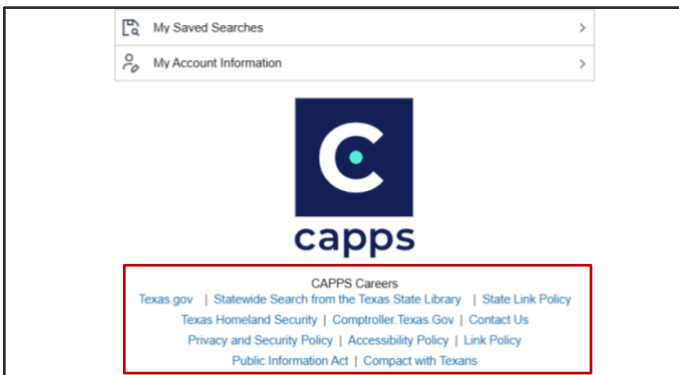 My Saved Searches
My Account Information
capps
CAPPS Careers
Texas.gov | Statewide Search from the Texas State Library | State Link Policy
Texas Homeland Security | Comptroller.Texas.Gov | Contact Us
Privacy and Security Policy | Accessibility Policy | Link Policy
Public Information Act | Compact with Texans